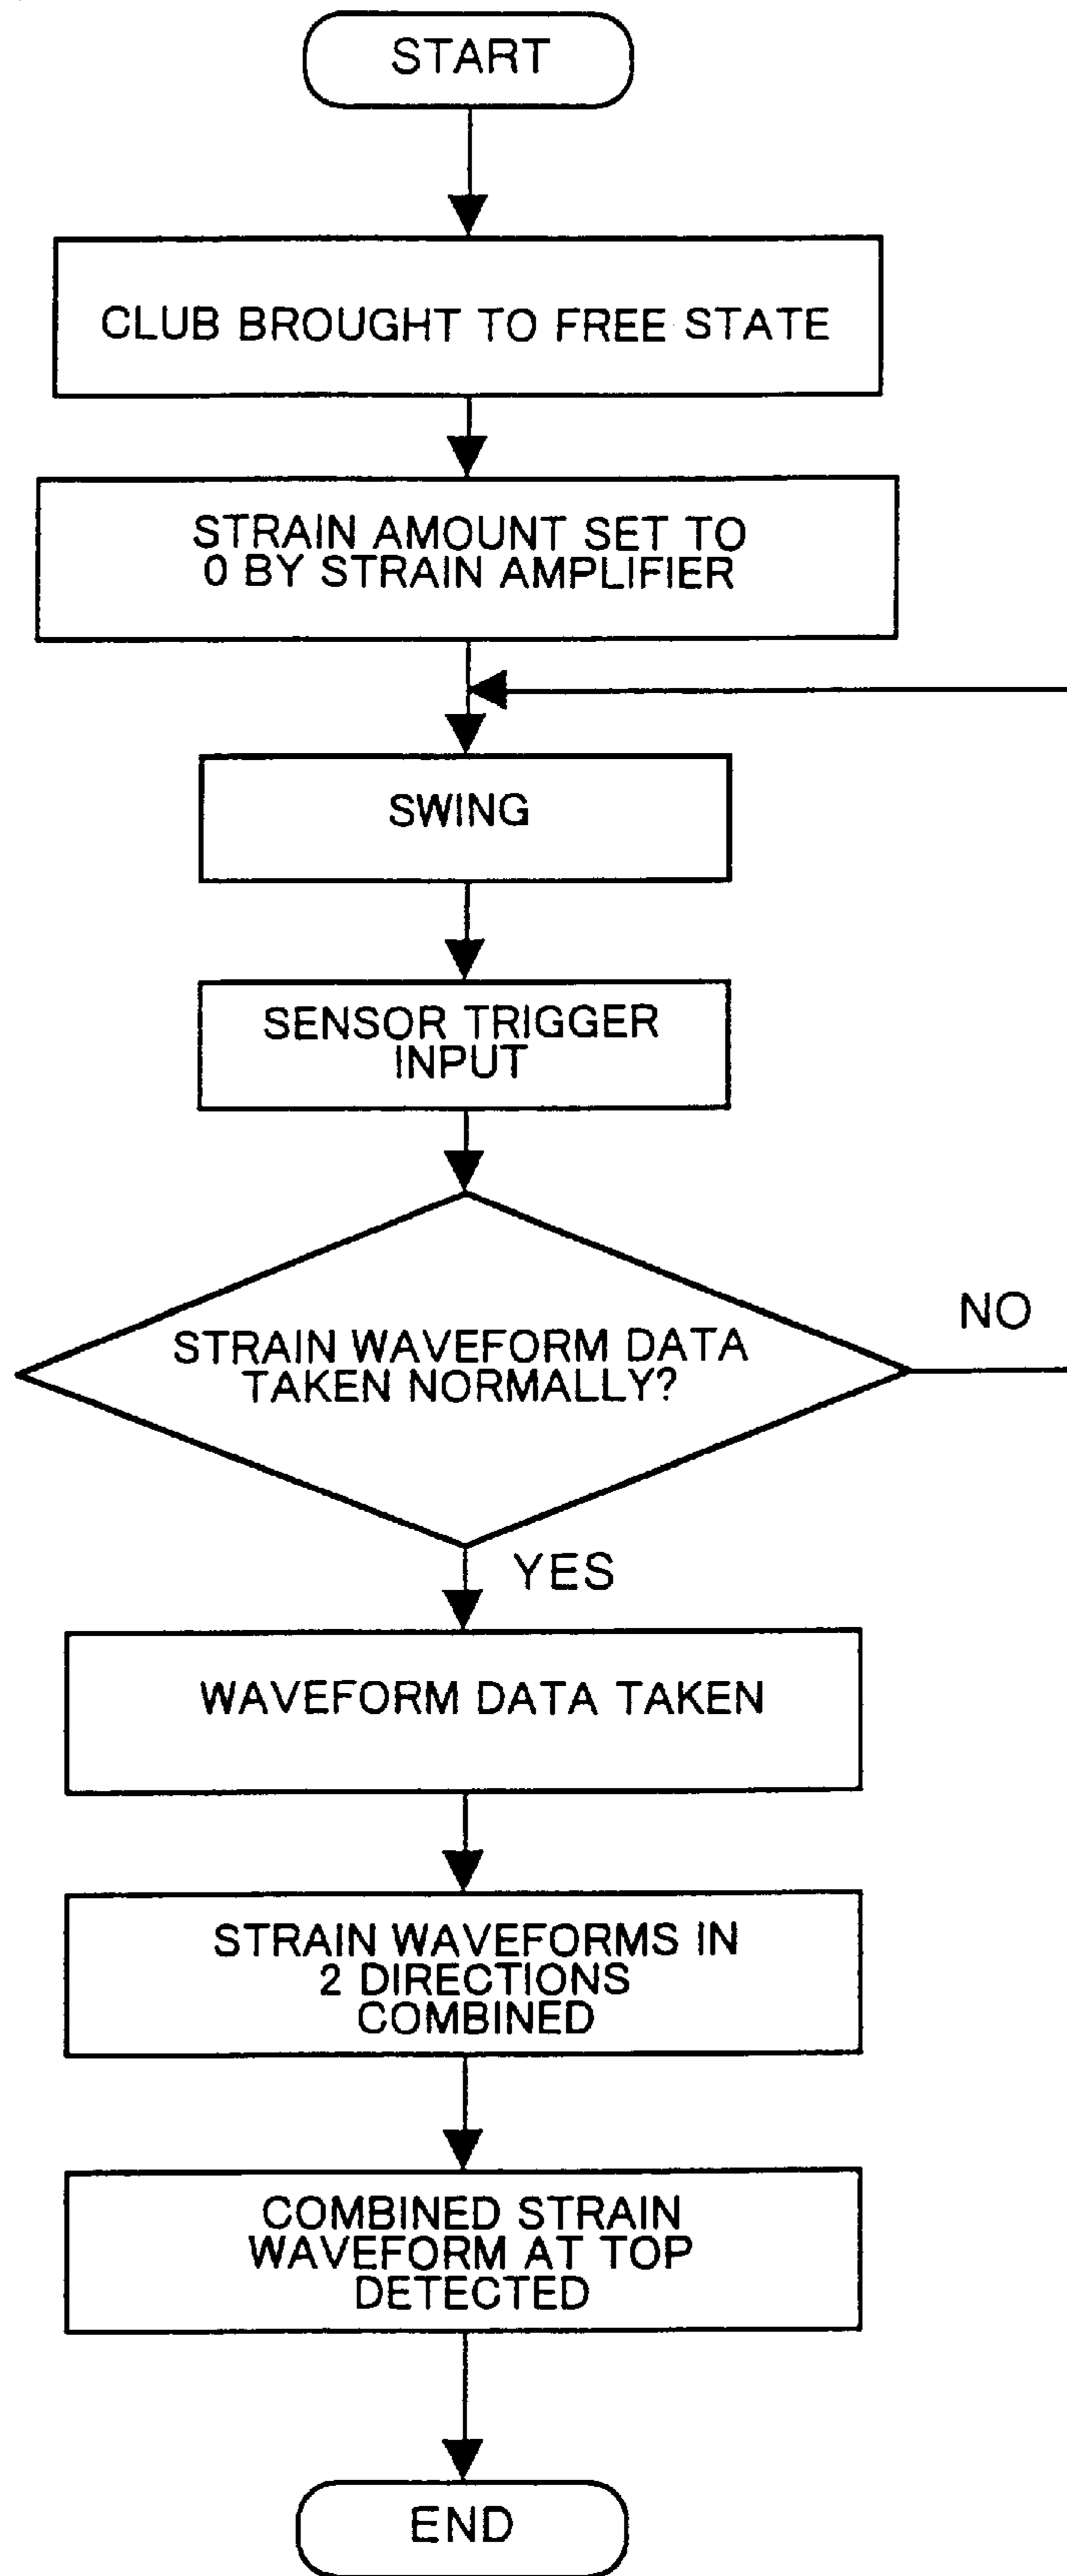 START
CLUB BROUGHT TO FREE STATE
STRAIN AMOUNT SET TO
0 BY STRAIN AMPLIFIER
SWING
SENSOR TRIGGER
INPUT
STRAIN WAVEFORM DATA
TAKEN NORMALLY?
NO
YES
WAVEFORM DATA TAKEN
STRAIN WAVEFORMS IN
2 DIRECTIONS
COMBINED
COMBINED STRAIN
WAVEFORM AT TOP
DETECTED
END